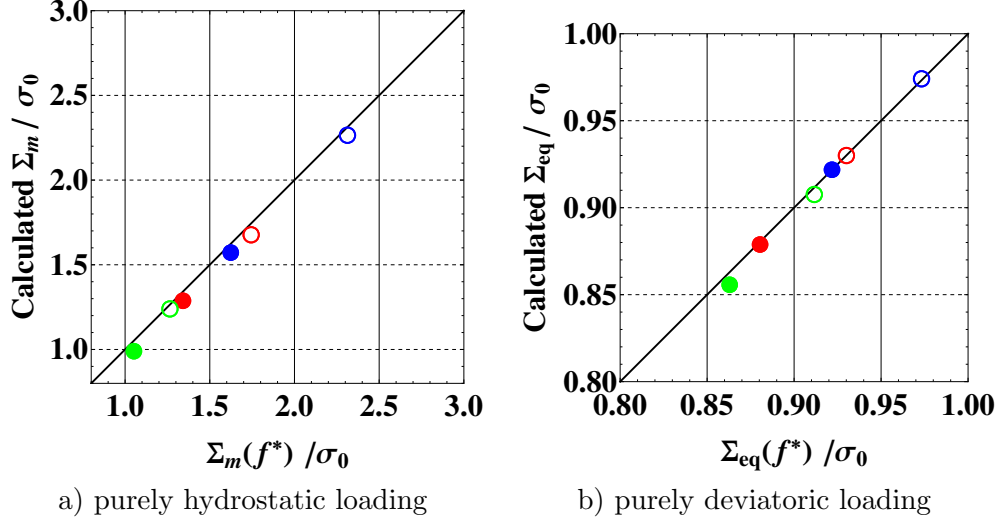 3.0
2.5
2.0
1.5
1.0
Calculated Σm / σ0
1.0 1.5 2.0 2.5 3.0
Σm(f*) /σ0
a) purely hydrostatic loading
1.00
0.95
0.90
0.85
0.80
Calculated Σeq/ σ0
0.80 0.85 0.90 0.95 1.00
Σeq(f*) /σ0
b) purely deviatoric loading